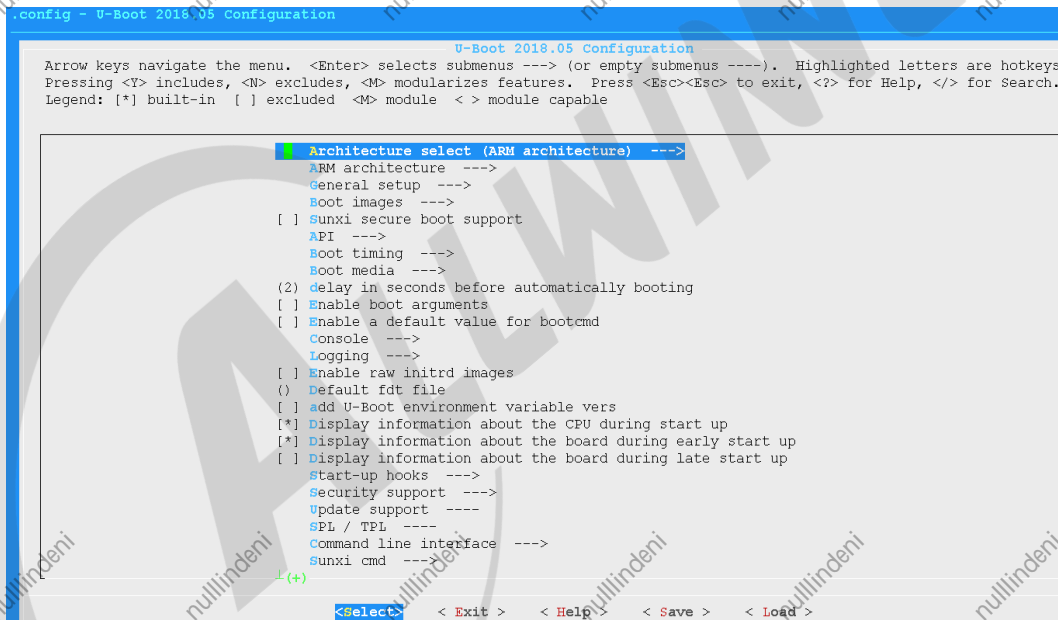 .config - U-Boot 2018.05 Configuration
U-Boot 2018.05 Configuration
Arrow keys navigate the menu.  <Enter> selects submenus ---> (or empty submenus ----).  Highlighted letters are hotkeys
Pressing <Y> includes, <N> excludes, <M> modularizes features.  Press <Esc><Esc> to exit, <?> for Help, </> for Search.
Legend: [*] built-in  [ ] excluded  <M> module  < > module capable
Architecture select (ARM architecture)  --->
ARM architecture  --->
General setup  --->
Boot images  --->
[ ] Sunxi secure boot support
API  --->
Boot timing  --->
Boot media  --->
(2) delay in seconds before automatically booting
[ ] Enable boot arguments
[ ] Enable a default value for bootcmd
Console  --->
Logging  --->
[ ] Enable raw initrd images
() Default fdt file
[ ] add U-Boot environment variable vers
[*] Display information about the CPU during start up
[*] Display information about the board during early start up
[ ] Display information about the board during late start up
Start-up hooks  --->
Security support  --->
Update support  ----
SPL / TPL  ----
Command line interface  --->
Sunxi cmd  --->
(+)
<Select>    < Exit >    < Help >    < Save >    < Load >
ALLWINN
nulllindeni
nulllindeni
nulllindeni
nulllindeni
nulllindeni
nulllindeni